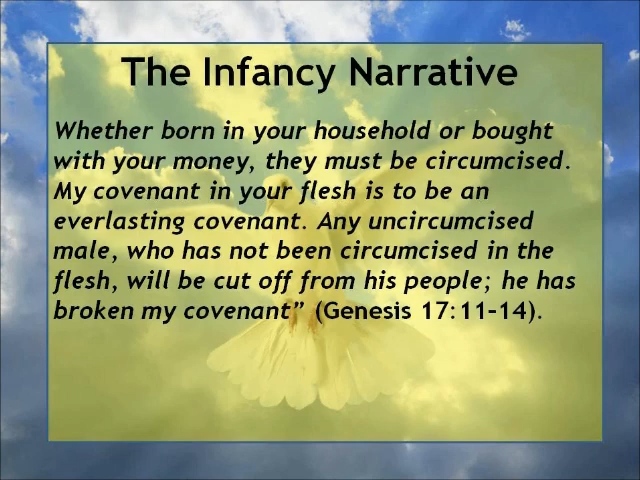 The Infancy Narrative
Whether born in your household or bought
with your money, they must be circumcised.
My covenant in your flesh is to be an
everlasting covenant. Any uncircumcised
male, who has not been circumcised in the
flesh, will be cut off from his people; he has
broken my covenant” (Genesis 17:11–14).